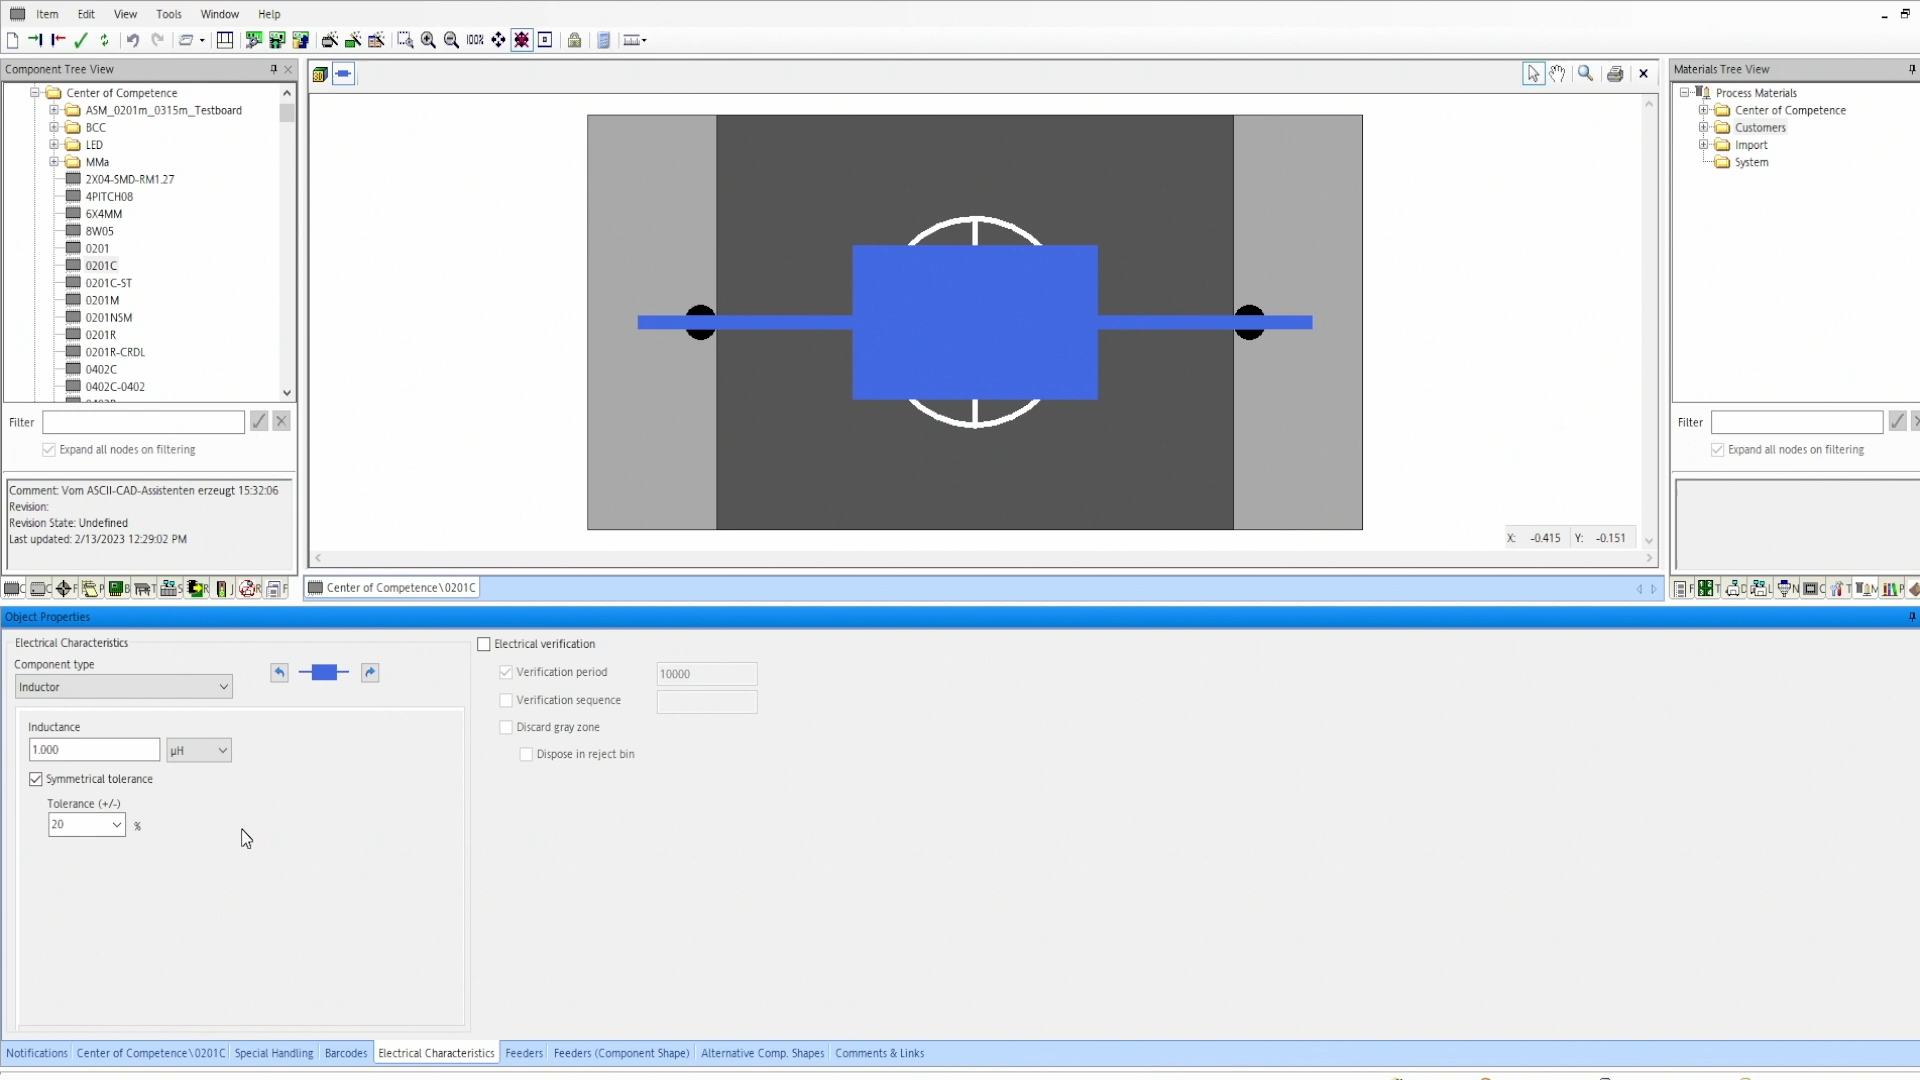 Item Edit View Tools Window Help
100%
Component Tree View
Center of Competence
ASM_0201m_0315m_Testboard
BCC
LED
MMa
2X04-SMD-RM1.27
4PITCH08
6X4MM
8W05
0201
0201C
0201C-ST
0201M
0201NSM
0201R
0201R-CRDL
0402C
0402C-0402
Filter
Expand all nodes on filtering
Comment: Vom ASCII-CAD-Assistenten erzeugt 15:32:06
Revision:
Revision State: Undefined
Last updated: 2/13/2023 12:29:02 PM
X: -0.415 Y: -0.151
Center of Competence\0201C
Materials Tree View
Process Materials
Center of Competence
Customers
Import
System
Filter
Expand all nodes on filtering
Object Properties
Electrical Characteristics
Component type
Inductor
Inductance
1.000 µH
Symmetrical tolerance
Tolerance (+/-)
20 %
Electrical verification
Verification period 10000
Verification sequence
Discard gray zone
Dispose in reject bin
Notifications Center of Competence\0201C Special Handling Barcodes Electrical Characteristics Feeders Feeders (Component Shape) Alternative Comp. Shapes Comments & Links